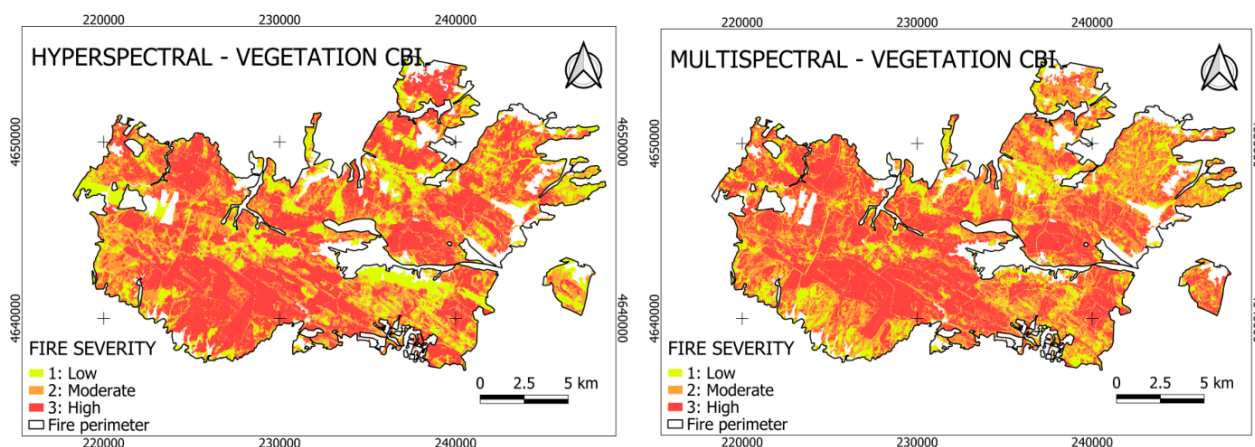 220000 230000 240000
HYPERSPECTRAL - VEGETATION CBI
4650000
4650000
4640000
4640000
FIRE SEVERITY
1: Low
2: Moderate
3: High
Fire perimeter
0 2.5 5 km
220000 230000 240000
220000 230000 240000
MULTISPECTRAL - VEGETATION CBI
4650000
4640000
FIRE SEVERITY
1: Low
2: Moderate
3: High
Fire perimeter
0 2.5 5 km
220000 230000 240000